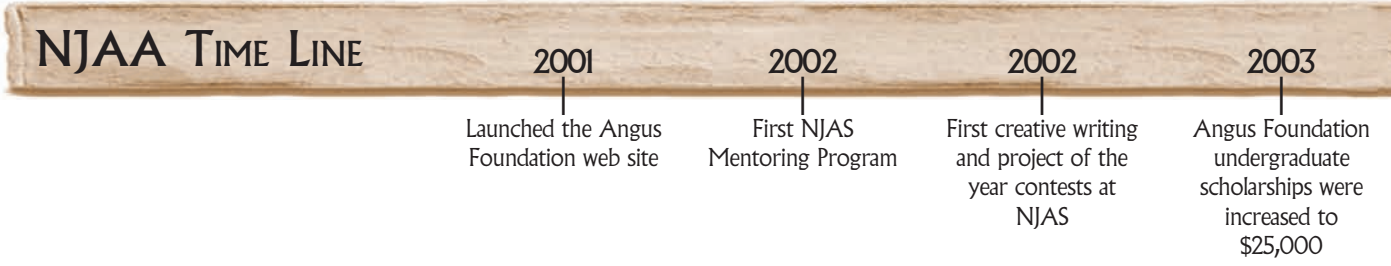 NJAA Time Line
2001
Launched the Angus
Foundation web site
2002
First NJAS
Mentoring Program
2002
First creative writing
and project of the
year contests at
NJAS
2003
Angus Foundation
undergraduate
scholarships were
increased to
$25,000